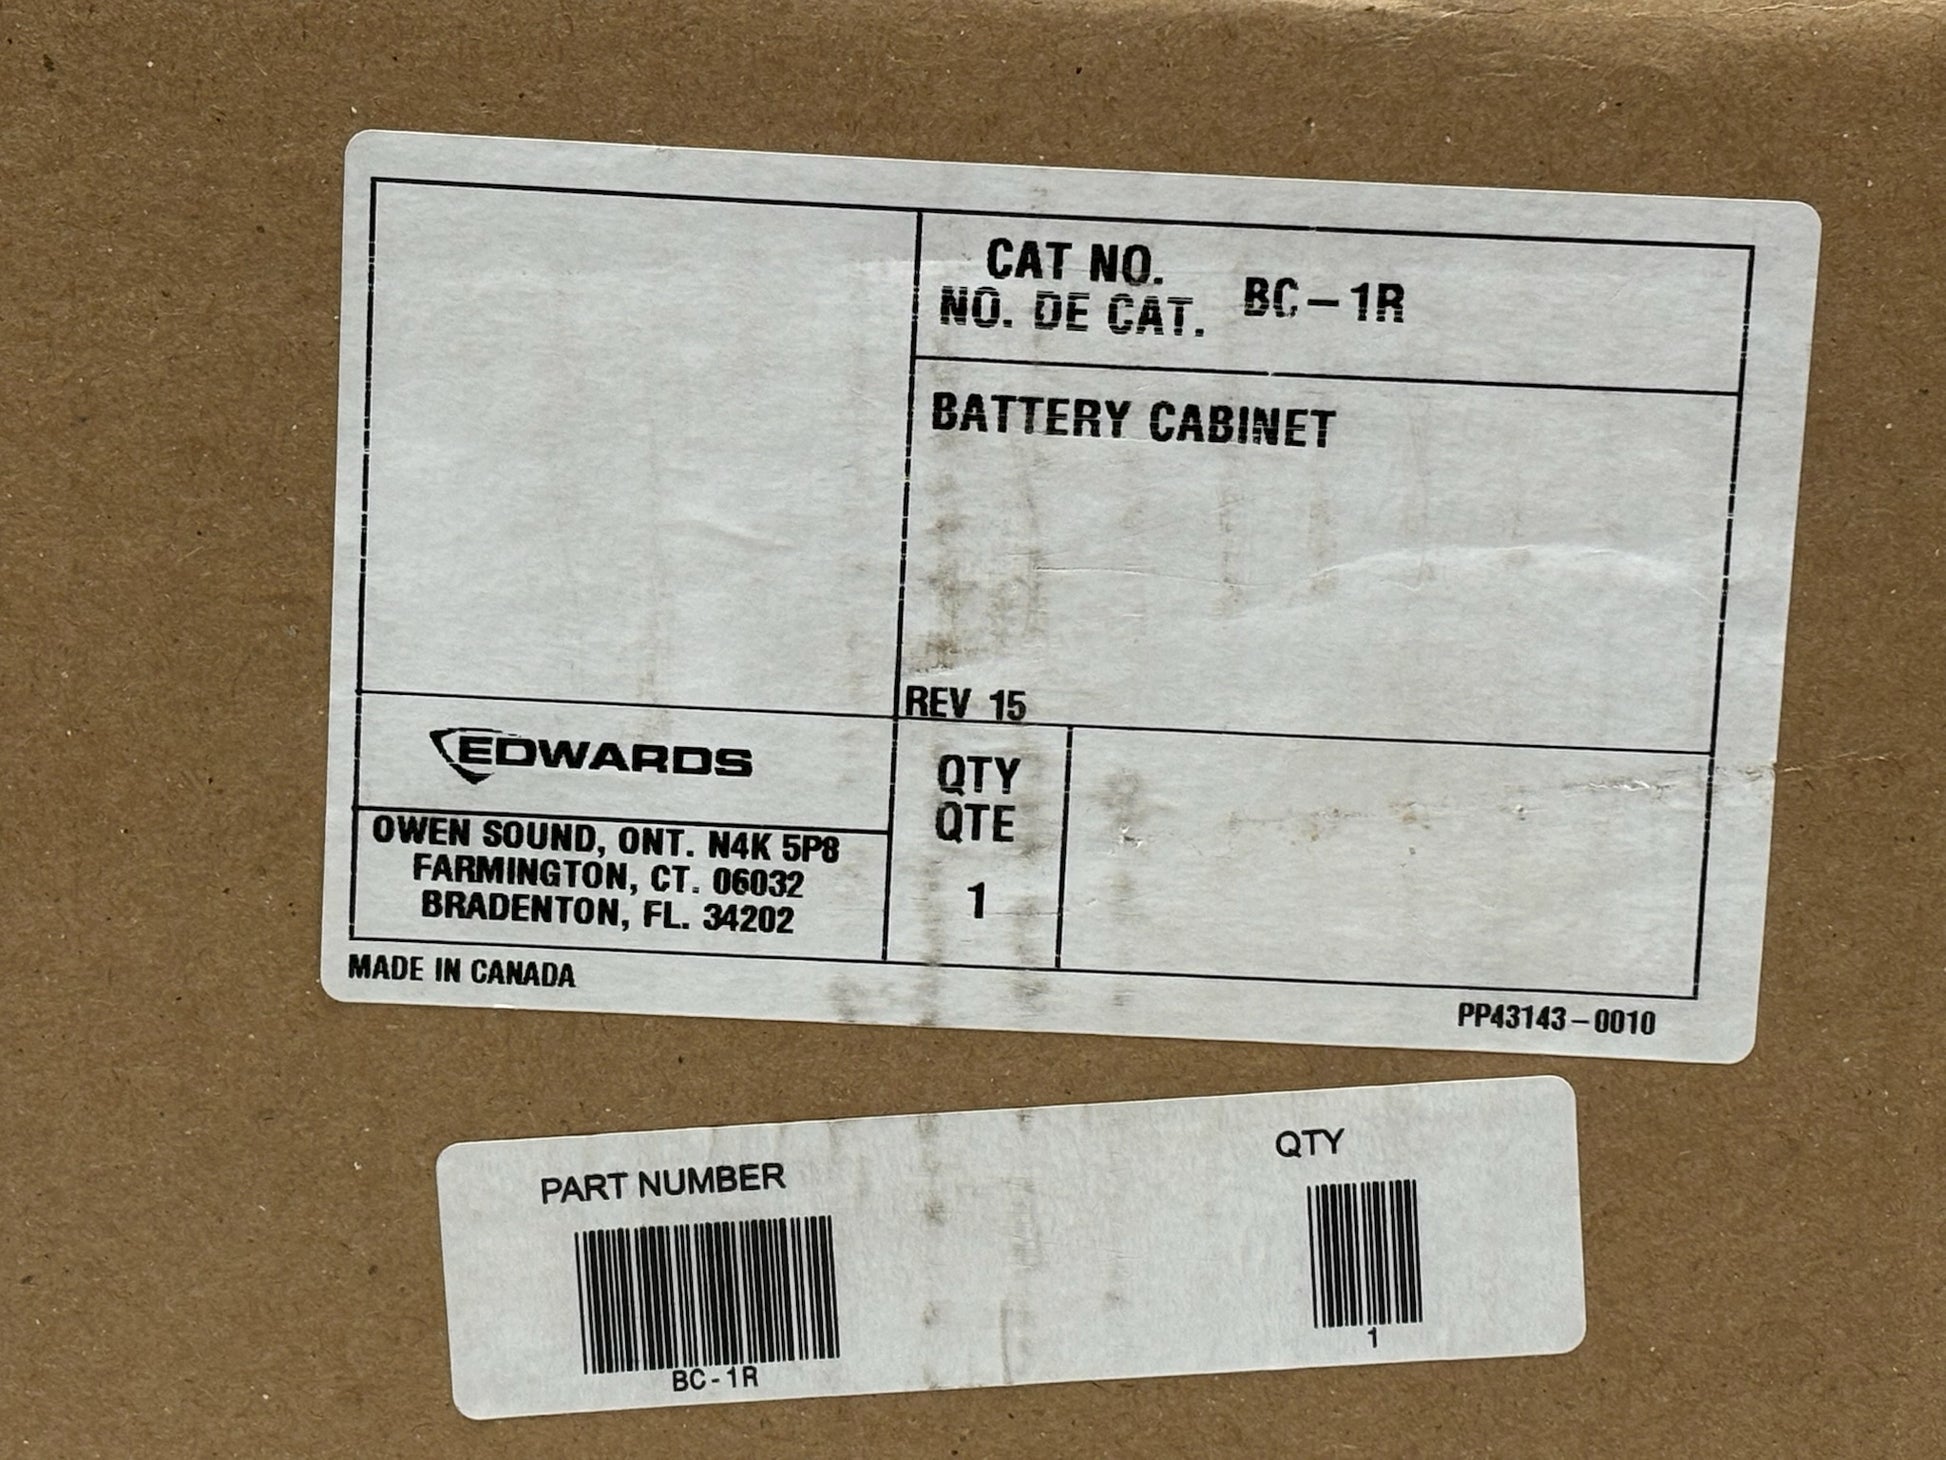 CAT NO.
NO. DE CAT.
BC-1R
BATTERY CABINET
REV 15
EDWARDS
OWEN SOUND, ONT. N4K 5P8
FARMINGTON, CT. 06032
BRADENTON, FL. 34202
QTY
QTE
1
MADE IN CANADA
PP43143-0010
PART NUMBER
BC-1R
QTY
1